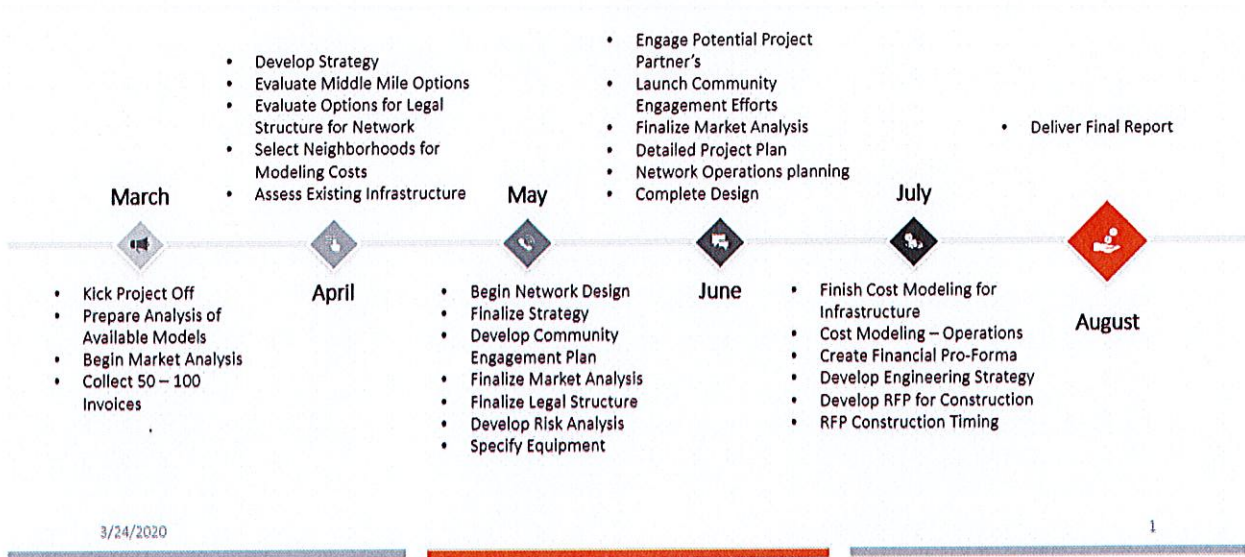 March
• Kick Project Off
• Prepare Analysis of
Available Models
• Begin Market Analysis
• Collect 50 – 100
Invoices
• Develop Strategy
• Evaluate Middle Mile Options
• Evaluate Options for Legal
Structure for Network
• Select Neighborhoods for
Modeling Costs
• Assess Existing Infrastructure
April
May
• Begin Network Design
• Finalize Strategy
• Develop Community
Engagement Plan
• Finalize Market Analysis
• Finalize Legal Structure
• Develop Risk Analysis
• Specify Equipment
• Engage Potential Project
Partner's
• Launch Community
Engagement Efforts
• Finalize Market Analysis
• Detailed Project Plan
• Network Operations planning
• Complete Design
June
July
• Finish Cost Modeling for
Infrastructure
• Cost Modeling – Operations
• Create Financial Pro-Forma
• Develop Engineering Strategy
• Develop RFP for Construction
• RFP Construction Timing
• Deliver Final Report
August
3/24/2020
1